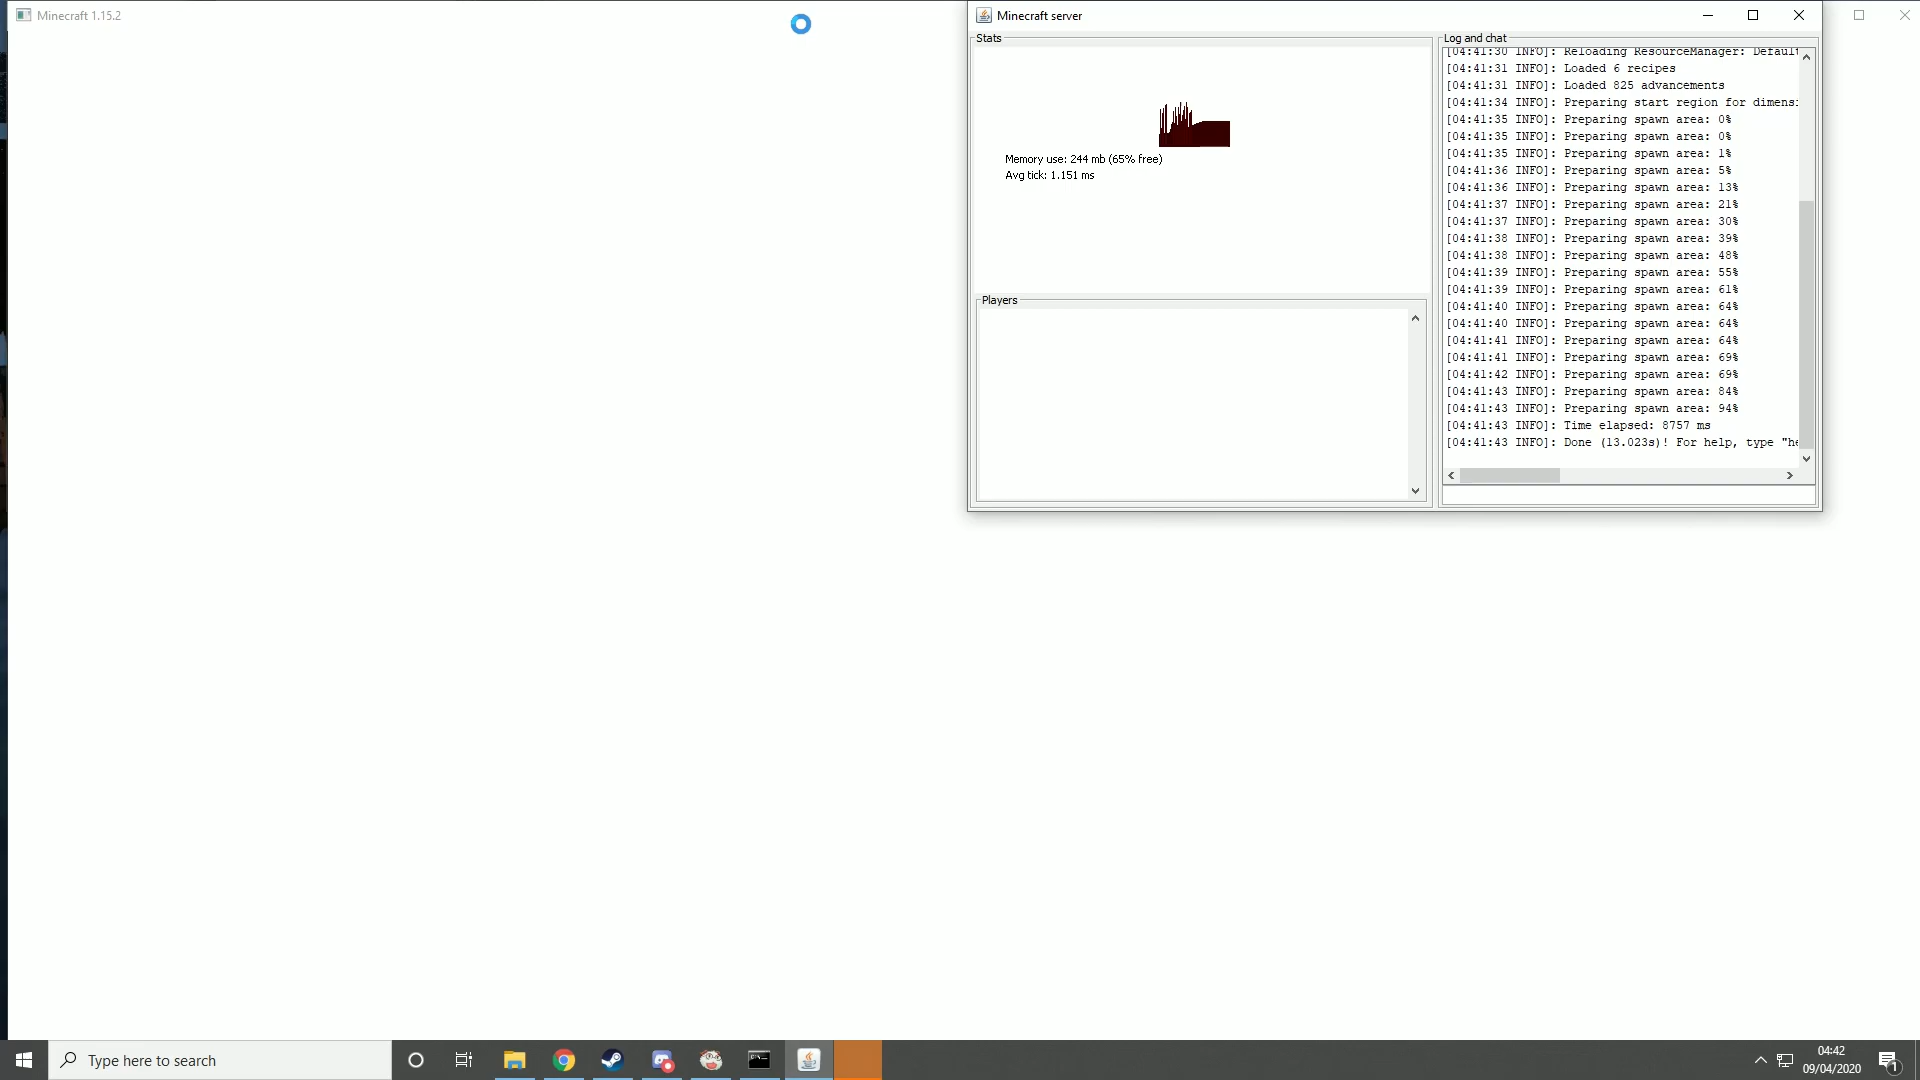 Minecraft 1.15.2
Minecraft server
Stats
Memory use: 244 mb (65% free)
Avg tick: 1.151 ms
Players
Log and chat
[04:41:30 INFO]: Reloading ResourceManager: Default
[04:41:31 INFO]: Loaded 6 recipes
[04:41:31 INFO]: Loaded 825 advancements
[04:41:34 INFO]: Preparing start region for dimensi
[04:41:35 INFO]: Preparing spawn area: 0%
[04:41:35 INFO]: Preparing spawn area: 0%
[04:41:35 INFO]: Preparing spawn area: 1%
[04:41:36 INFO]: Preparing spawn area: 5%
[04:41:36 INFO]: Preparing spawn area: 13%
[04:41:37 INFO]: Preparing spawn area: 21%
[04:41:37 INFO]: Preparing spawn area: 30%
[04:41:38 INFO]: Preparing spawn area: 39%
[04:41:38 INFO]: Preparing spawn area: 48%
[04:41:39 INFO]: Preparing spawn area: 55%
[04:41:39 INFO]: Preparing spawn area: 61%
[04:41:40 INFO]: Preparing spawn area: 64%
[04:41:40 INFO]: Preparing spawn area: 64%
[04:41:41 INFO]: Preparing spawn area: 64%
[04:41:41 INFO]: Preparing spawn area: 69%
[04:41:42 INFO]: Preparing spawn area: 69%
[04:41:43 INFO]: Preparing spawn area: 84%
[04:41:43 INFO]: Preparing spawn area: 94%
[04:41:43 INFO]: Time elapsed: 8757 ms
[04:41:43 INFO]: Done (13.023s)! For help, type "he
Type here to search
04:42
09/04/2020
1